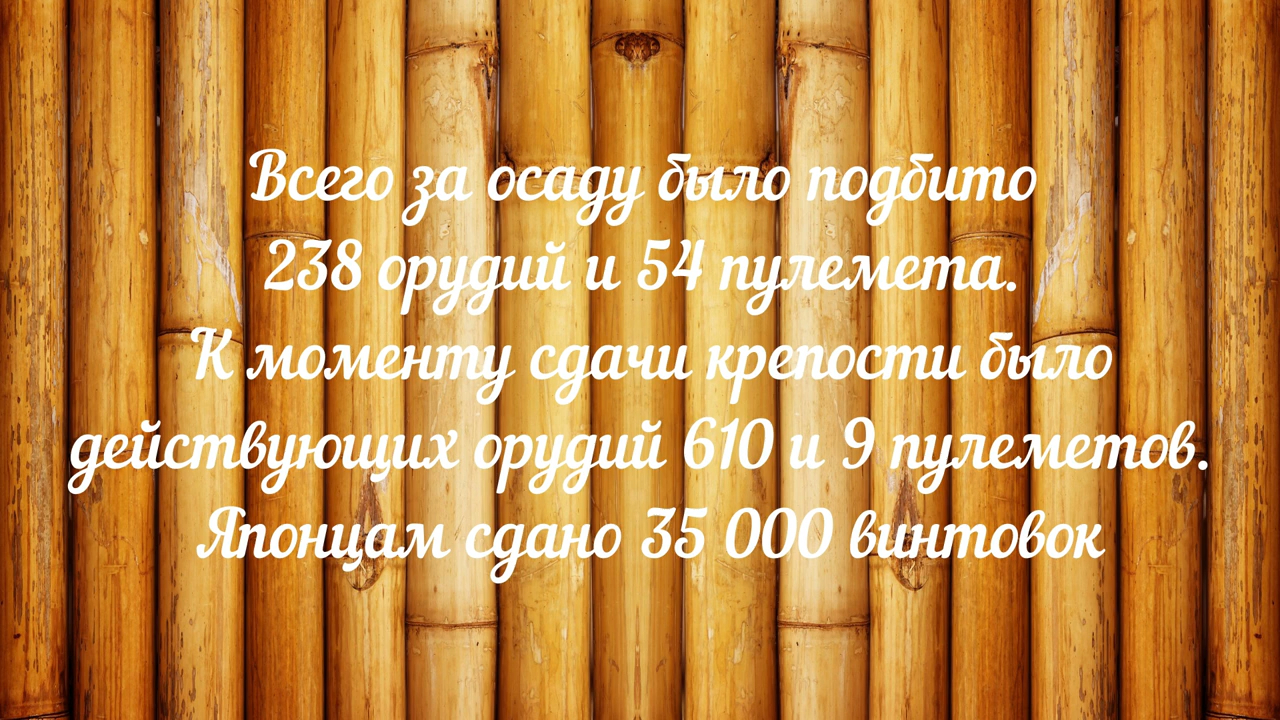 Всего за осаду было подбито
238 орудий и 54 пулемета.
К моменту сдачи крепости было
действующих орудий 610 и 9 пулеметов.
Японцам сдано 35 000 винтовок